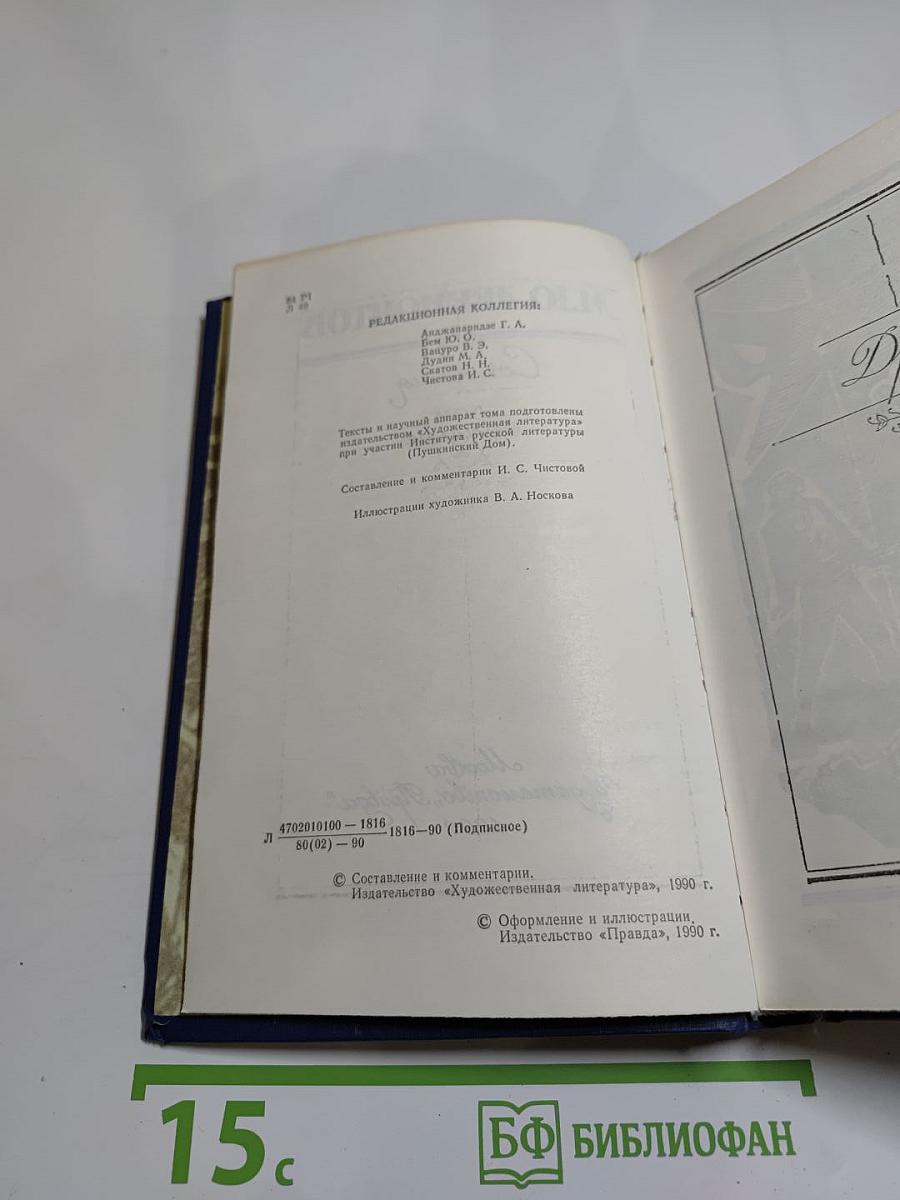 84 Р1
Л 49
РЕДАКЦИОННАЯ КОЛЛЕГИЯ:
Анджапаридзе Г. А.
Бем Ю. О.
Вацуро В. Э.
Дудин М. А.
Скатов Н. Н.
Чистова И. С.
Тексты и научный аппарат тома подготовлены
издательством «Художественная литература»
при участии Института русской литературы
(Пушкинский Дом).
Составление и комментарии И. С. Чистовой
Иллюстрации художника В. А. Носкова
Л 4702010100 — 1816 / 80(02) — 90 1816—90 (Подписное)
© Составление и комментарии.
Издательство «Художественная литература», 1990 г.
© Оформление и иллюстрации.
Издательство «Правда», 1990 г.
15 с
БФ БИБЛИОФАН